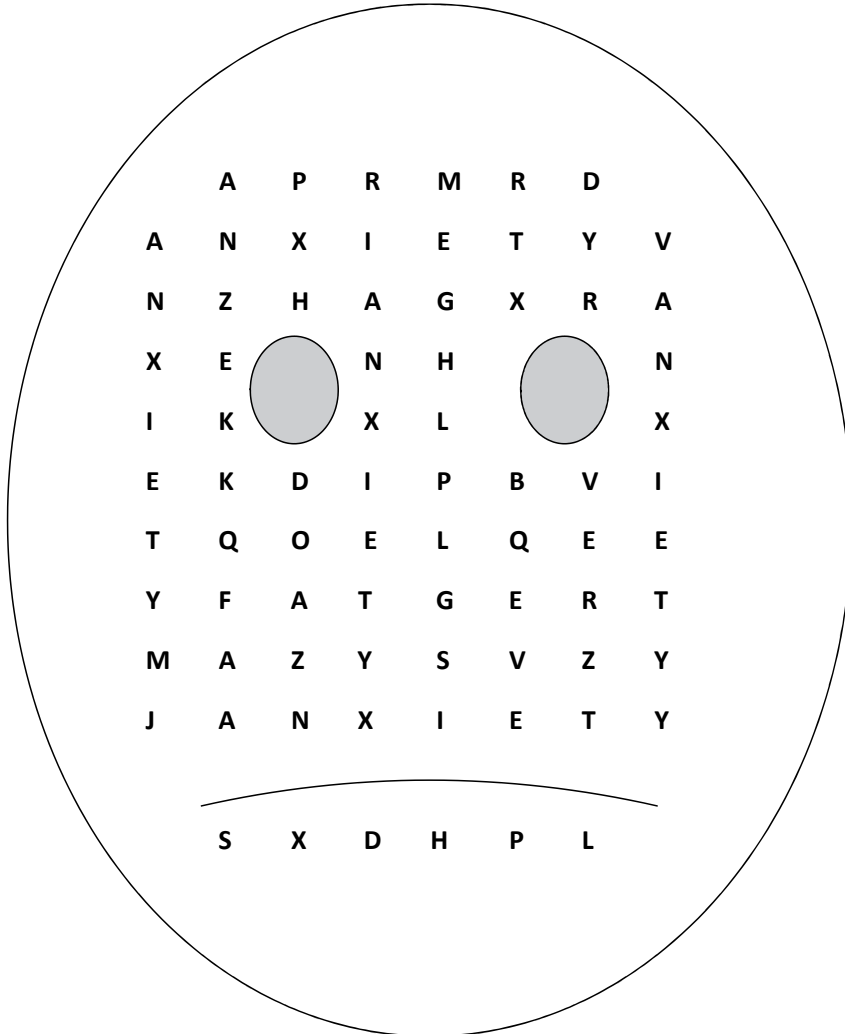 A P R M R D
A N X I E T Y V
N Z H A G X R A
X E N H N
I K X L X
E K D I P B V I
T Q O E L Q E E
Y F A T G E R T
M A Z Y S V Z Y
J A N X I E T Y
S X D H P L